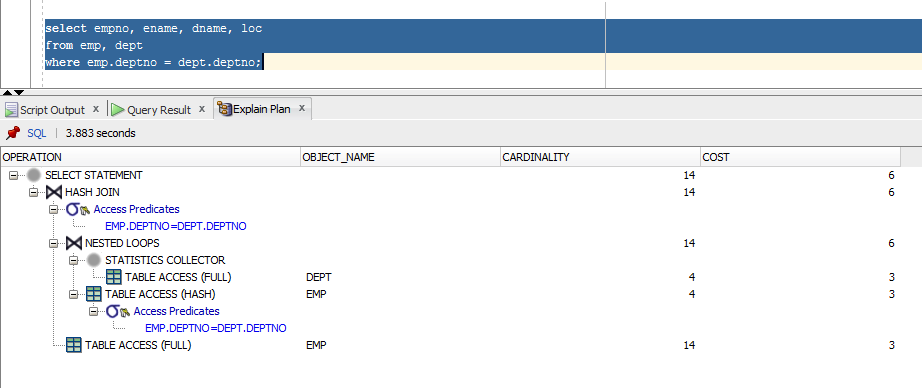 select empno, ename, dname, loc
from emp, dept
where emp.deptno = dept.deptno;
Script Output x Query Result x Explain Plan x
SQL | 3.883 seconds
OPERATION OBJECT_NAME CARDINALITY COST
SELECT STATEMENT 14 6
HASH JOIN 14 6
Access Predicates
EMP.DEPTNO=DEPT.DEPTNO
NESTED LOOPS 14 6
STATISTICS COLLECTOR
TABLE ACCESS (FULL) DEPT 4 3
TABLE ACCESS (HASH) EMP 4 3
Access Predicates
EMP.DEPTNO=DEPT.DEPTNO
TABLE ACCESS (FULL) EMP 14 3